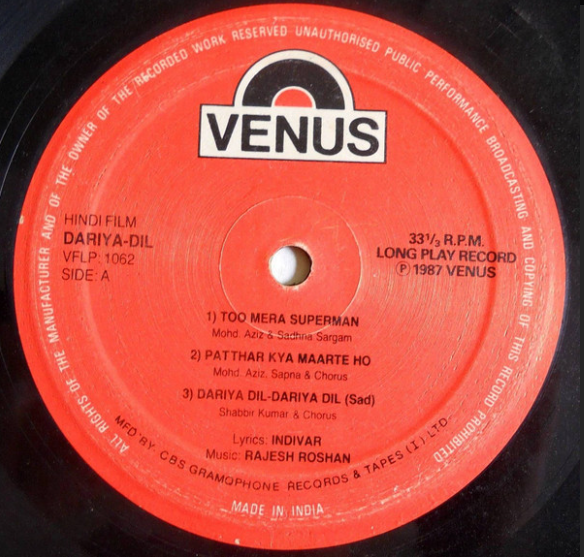 ALL RIGHTS OF THE MANUFACTURER AND OF THE OWNER OF THE RECORDED WORK RESERVED UNAUTHORISED PUBLIC PERFORMANCE BROADCASTING AND COPYING OF THIS RECORD PROHIBITED
VENUS
HINDI FILM
DARIYA-DIL
VFLP: 1062
SIDE: A
33 1/3 R.P.M.
LONG PLAY RECORD
Ⓟ 1987 VENUS
1) TOO MERA SUPERMAN
Mohd. Aziz & Sadhna Sargam
2) PATTHAR KYA MAARTE HO
Mohd. Aziz, Sapna & Chorus
3) DARIYA DIL-DARIYA DIL (Sad)
Shabbir Kumar & Chorus
Lyrics: INDIVAR
Music: RAJESH ROSHAN
MFD BY: CBS GRAMOPHONE RECORDS & TAPES (I) LTD.
MADE IN INDIA